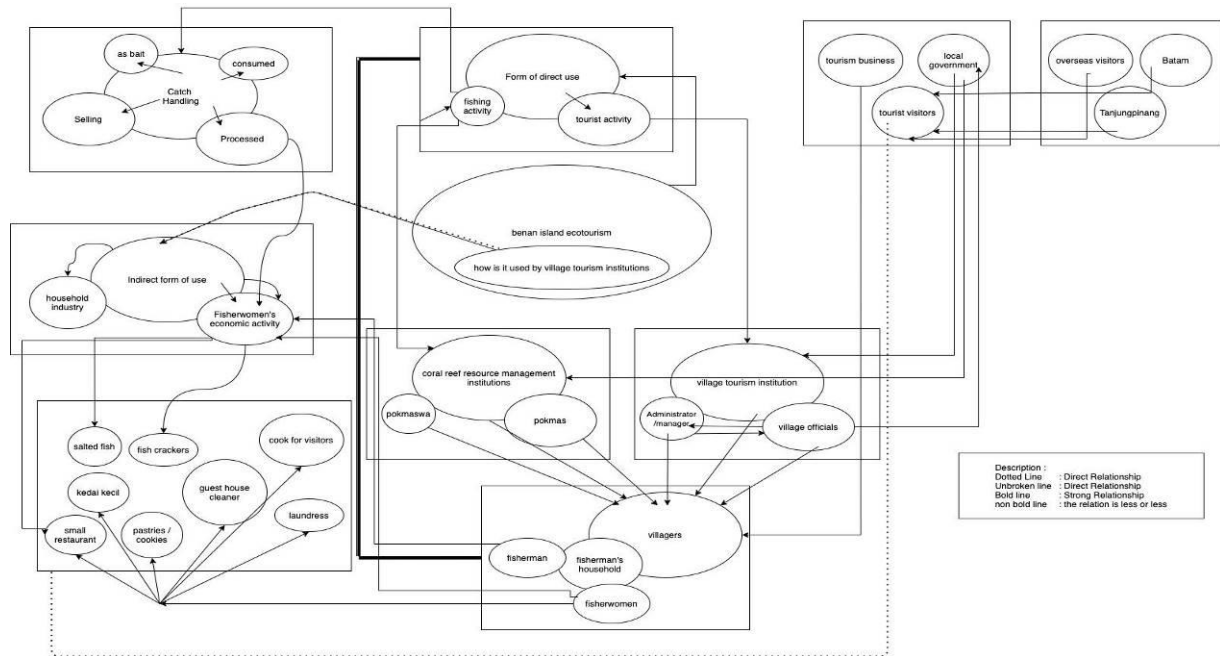 as bait
consumed
Catch
Handling
Selling
Processed
Form of direct use
fishing
activity
tourist activity
tourism business
local
government
tourist visitors
overseas visitors
Batam
Tanjungpinang
benan island ecotourism
how is it used by village tourism institutions
Indirect form of use
household
industry
Fisherwomen's
economic activity
coral reef resource management
institutions
pokmaswa
pokmas
village tourism institution
Administrator
/manager
village officials
salted fish
fish crackers
cook for visitors
kedai kecil
guest house
cleaner
small
restaurant
pastries /
cookies
laundress
villagers
fisherman
fisherman's
household
fisherwomen
Description :
Dotted Line : Direct Relationship
Unbroken line : Direct Relationship
Bold line : Strong Relationship
non bold line : the relation is less or less